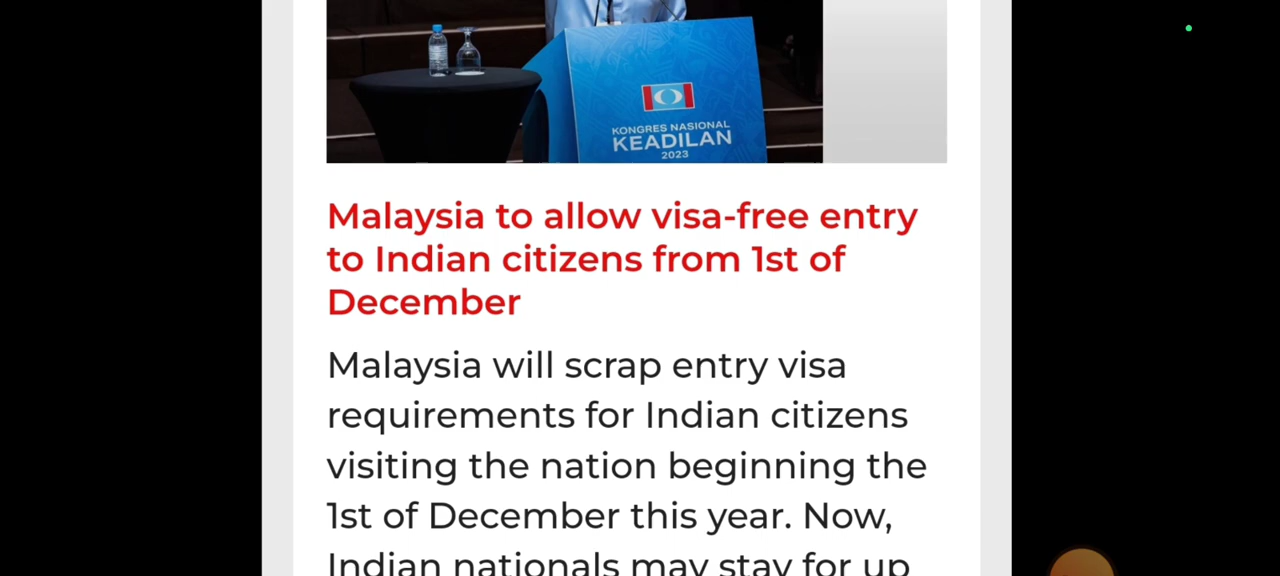 KONGRES NASIONAL
KEADILAN
2023
Malaysia to allow visa-free entry
to Indian citizens from 1st of
December
Malaysia will scrap entry visa
requirements for Indian citizens
visiting the nation beginning the
1st of December this year. Now,
Indian nationals may stay for up